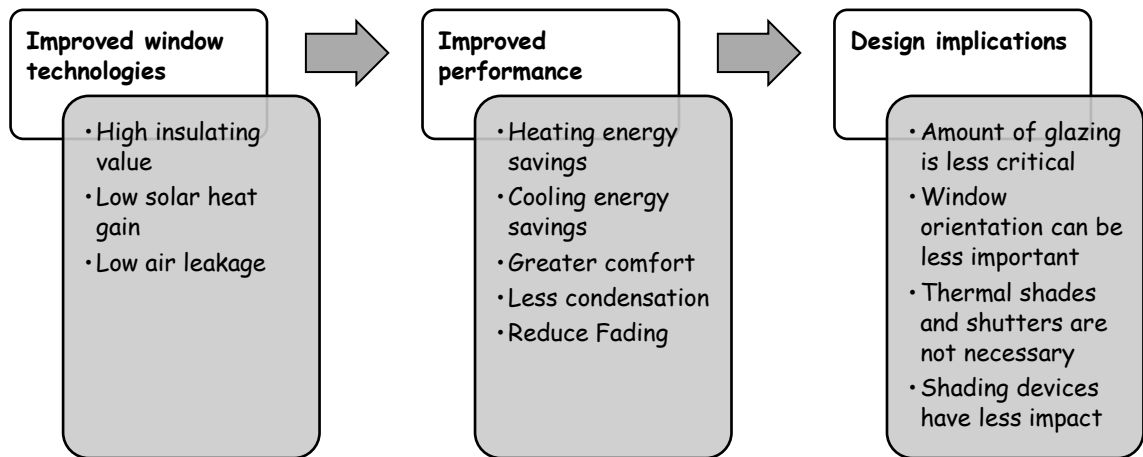 Improved window
technologies
・High insulating
value
・Low solar heat
gain
・Low air leakage
Improved
performance
・Heating energy
savings
・Cooling energy
savings
・Greater comfort
・Less condensation
・Reduce Fading
Design implications
・Amount of glazing
is less critical
・Window
orientation can be
less important
・Thermal shades
and shutters are
not necessary
・Shading devices
have less impact